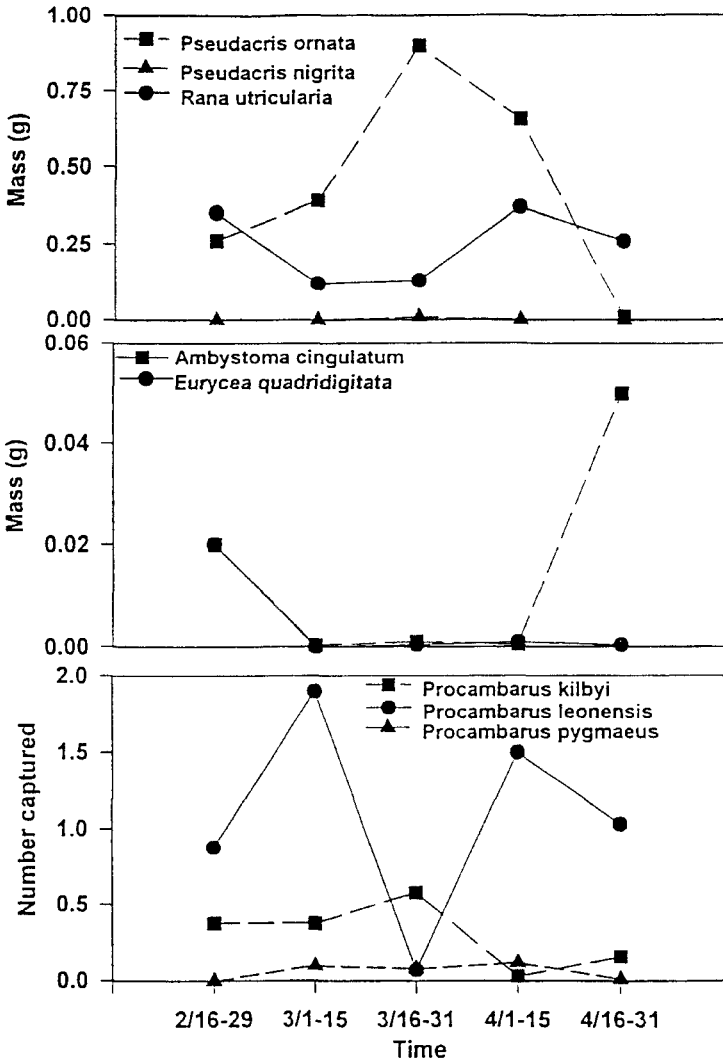 1.00
Pseudacris ornata
Pseudacris nigrita
Rana utricularia
0.75
0.50
0.25
0.00
Mass (g)
0.06
Ambystoma cingulatum
Eurycea quadridigitata
0.04
0.02
0.00
Mass (g)
2.0
Procambarus kilbyi
Procambarus leonensis
Procambarus pygmaeus
1.5
1.0
0.5
0.0
Number captured
2/16-29 3/1-15 3/16-31 4/1-15 4/16-31
Time